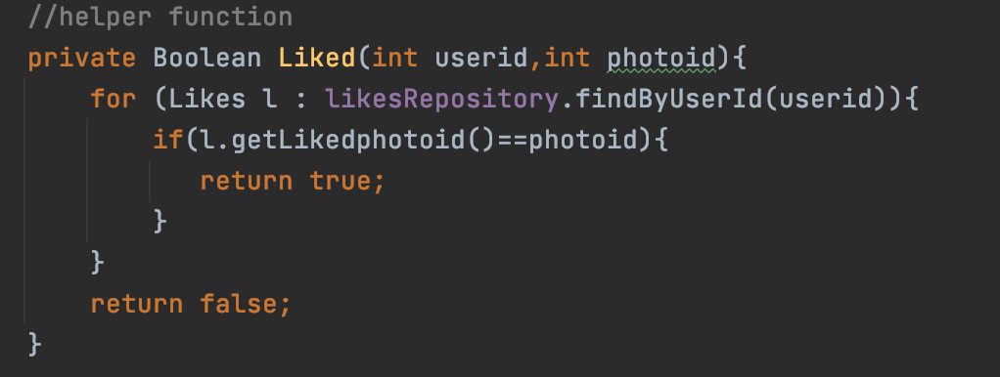 //helper function
private Boolean Liked(int userid,int photoid){
    for (Likes l : likesRepository.findByUserId(userid)){
        if(l.getLikedphotoid()==photoid){
           return true;
        }
    }
    return false;
}